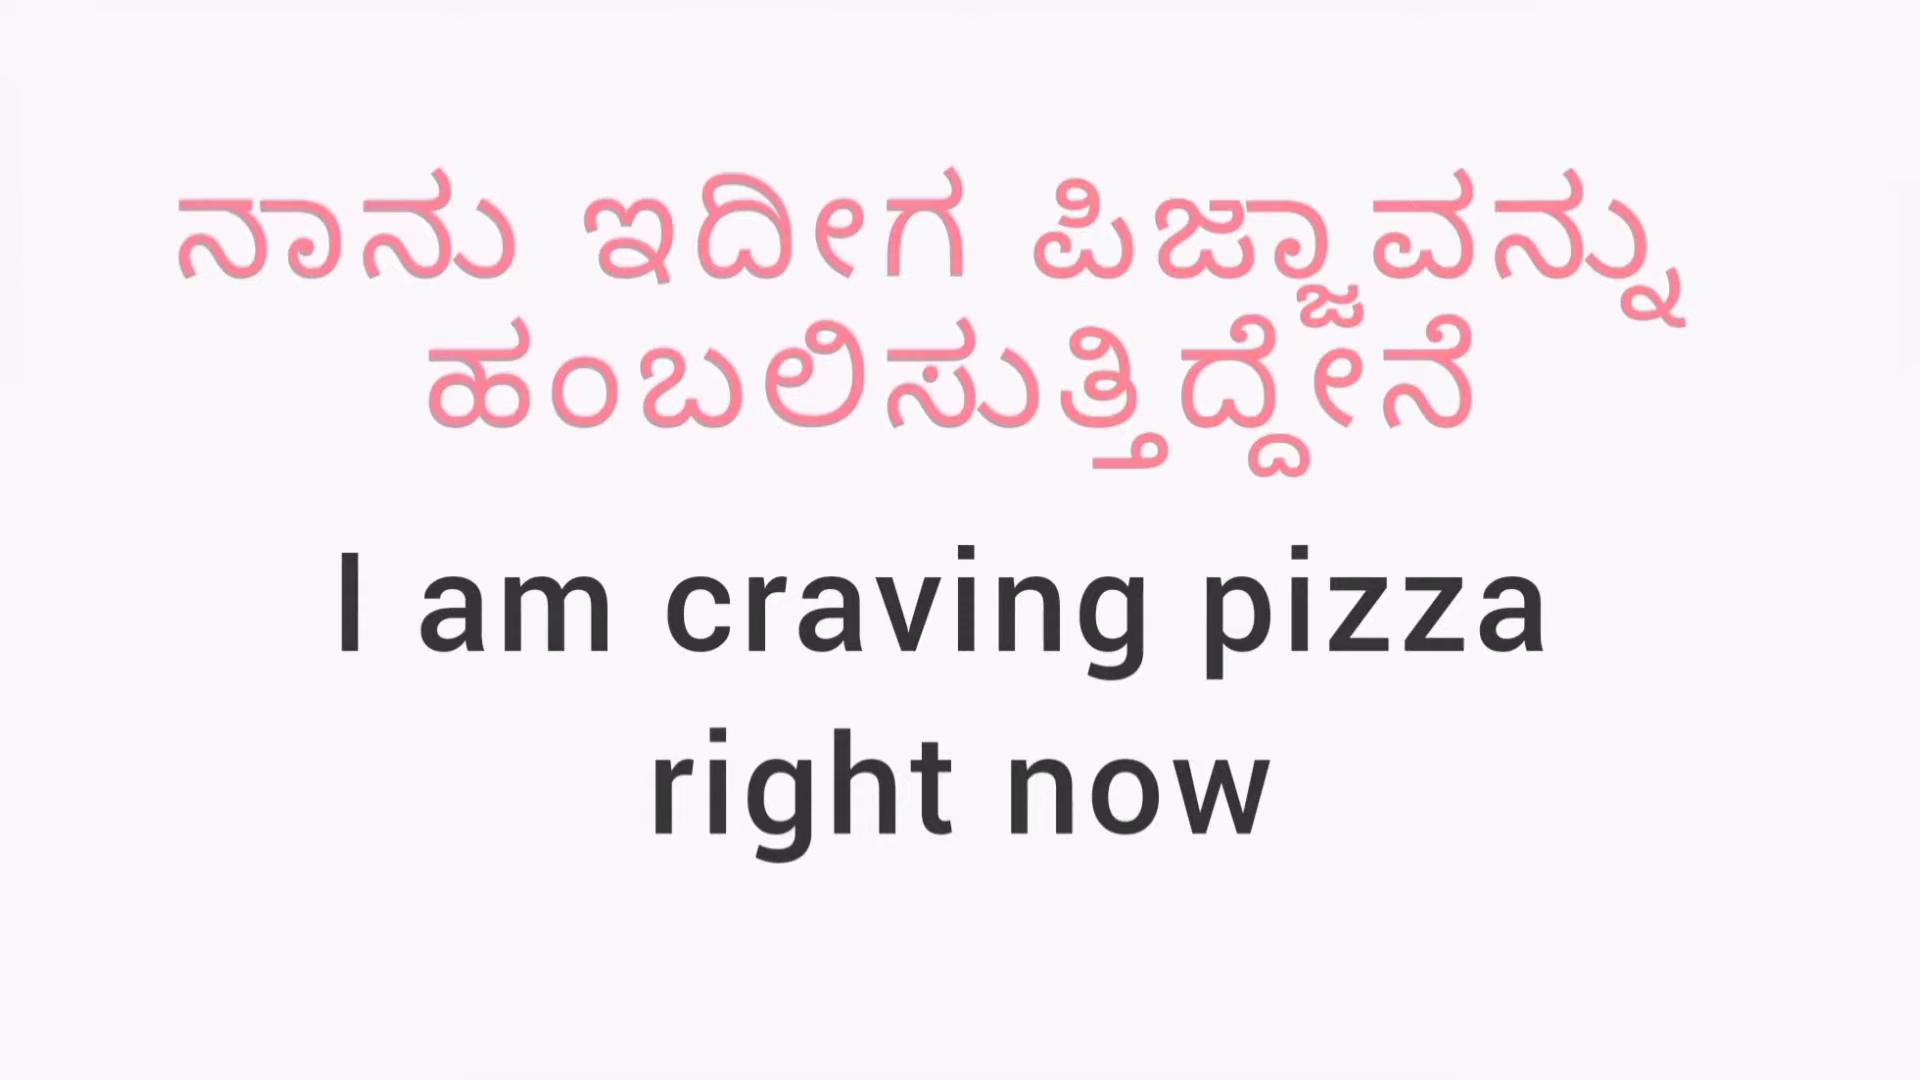 ನಾನು ಇದೀಗ ಪಿಜ್ಜಾವನ್ನು
ಹಂಬಲಿಸುತ್ತಿದ್ದೇನೆ
I am craving pizza
right now